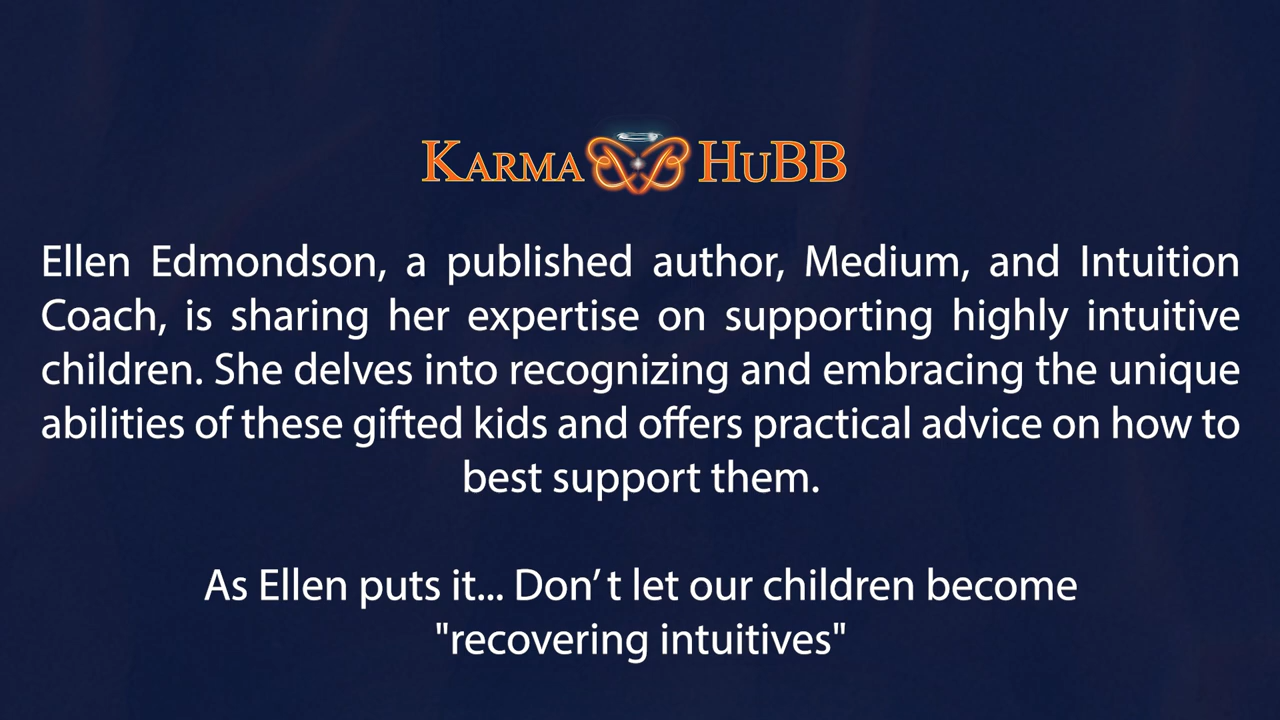 KARMA HUBB
Ellen Edmondson, a published author, Medium, and Intuition
Coach, is sharing her expertise on supporting highly intuitive
children. She delves into recognizing and embracing the unique
abilities of these gifted kids and offers practical advice on how to
best support them.
As Ellen puts it... Don’t let our children become
"recovering intuitives"